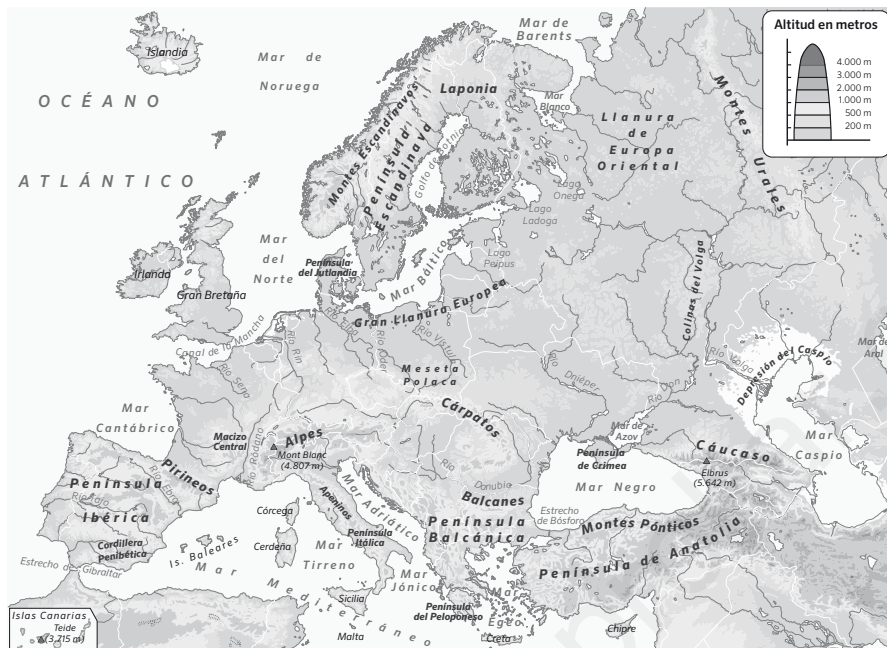 Altitud en metros
4.000 m
3.000 m
2.000 m
1.000 m
500 m
200 m
Islandia
Mar de
Noruega
Mar de
Barents
Mar
Blanco
Laponia
OCÉANO
ATLÁNTICO
Montes Escandinavos
Península
Escandinava
Golfo de Botnia
Llanura
de
Europa
Oriental
Montes Urales
Lago
Onega
Lago
Ladoga
Lago
Peipus
Mar
del
Norte
Península
del Jutlandia
Mar Báltico
Irlanda
Gran Bretaña
Gran Llanura Europea
Colinas del Volga
Canal de la Mancha
Río Elba
Río Rin
Río Oder
Río Vístula
Río Sena
Meseta
Polaca
Río
Dniéper
Río Don
Río Volga
Depresión del Caspio
Mar de
Aral
Mar
Cantábrico
Macizo
Central
Río Ródano
Alpes
Mont Blanc
(4.807 m)
Cárpatos
Mar de
Azov
Península
de Crimea
Cáucaso
Elbrus
(5.642 m)
Mar
Caspio
Pirineos
Península
Ibérica
Río Tajo
Río Ebro
Cordillera
Penibética
Estrecho de Gibraltar
Is. Baleares
Córcega
Cerdeña
Apeninos
Mar Adriático
Río
Danubio
Balcanes
Península
Balcánica
Mar Negro
Estrecho
de Bósforo
Montes Pónticos
Península de Anatolia
Península
Itálica
Mar
Tirreno
Mar
Jónico
Sicilia
Malta
Mar Mediterráneo
Península
del Peloponeso
Mar
Egeo
Creta
Chipre
Islas Canarias
Teide
(3.715 m)